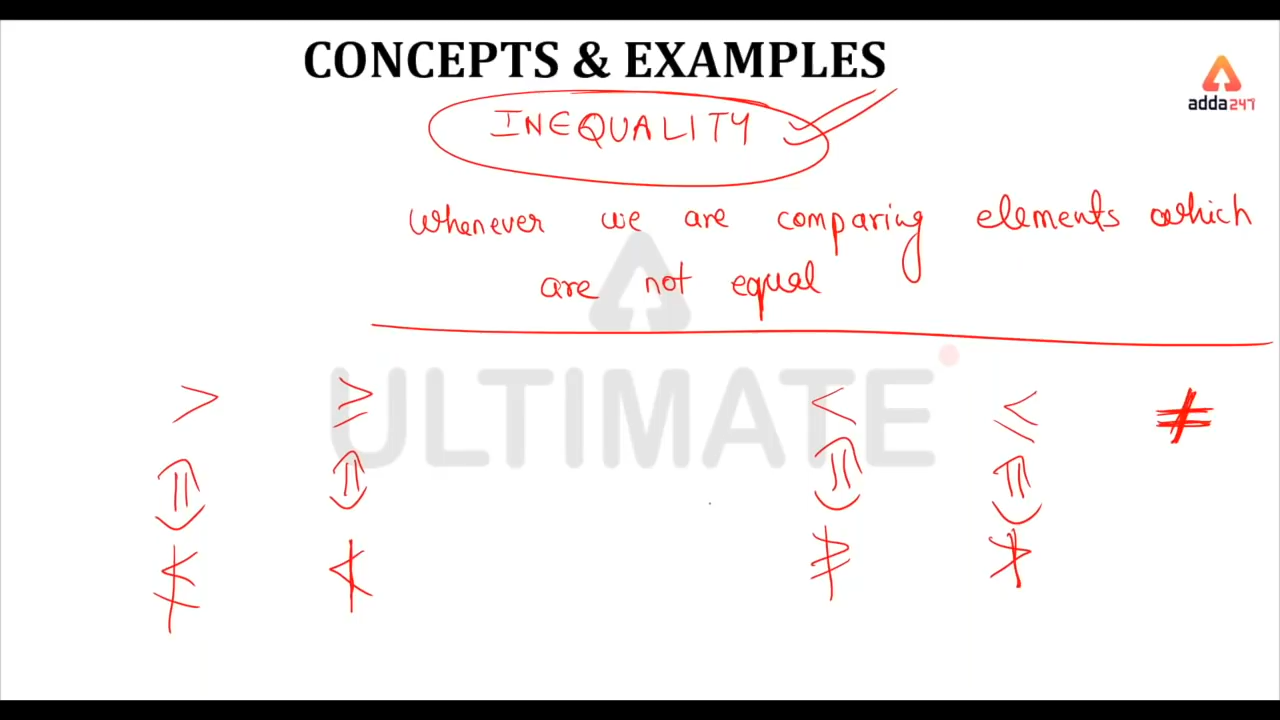 CONCEPTS & EXAMPLES
adda247
INEQUALITY
Whenever we are comparing elements which
are not equal
ULTIMATE
> ≥ < ≤ ≠
⇕ ⇕ ⇕ ⇕
≰ ≮ ≱ ≯